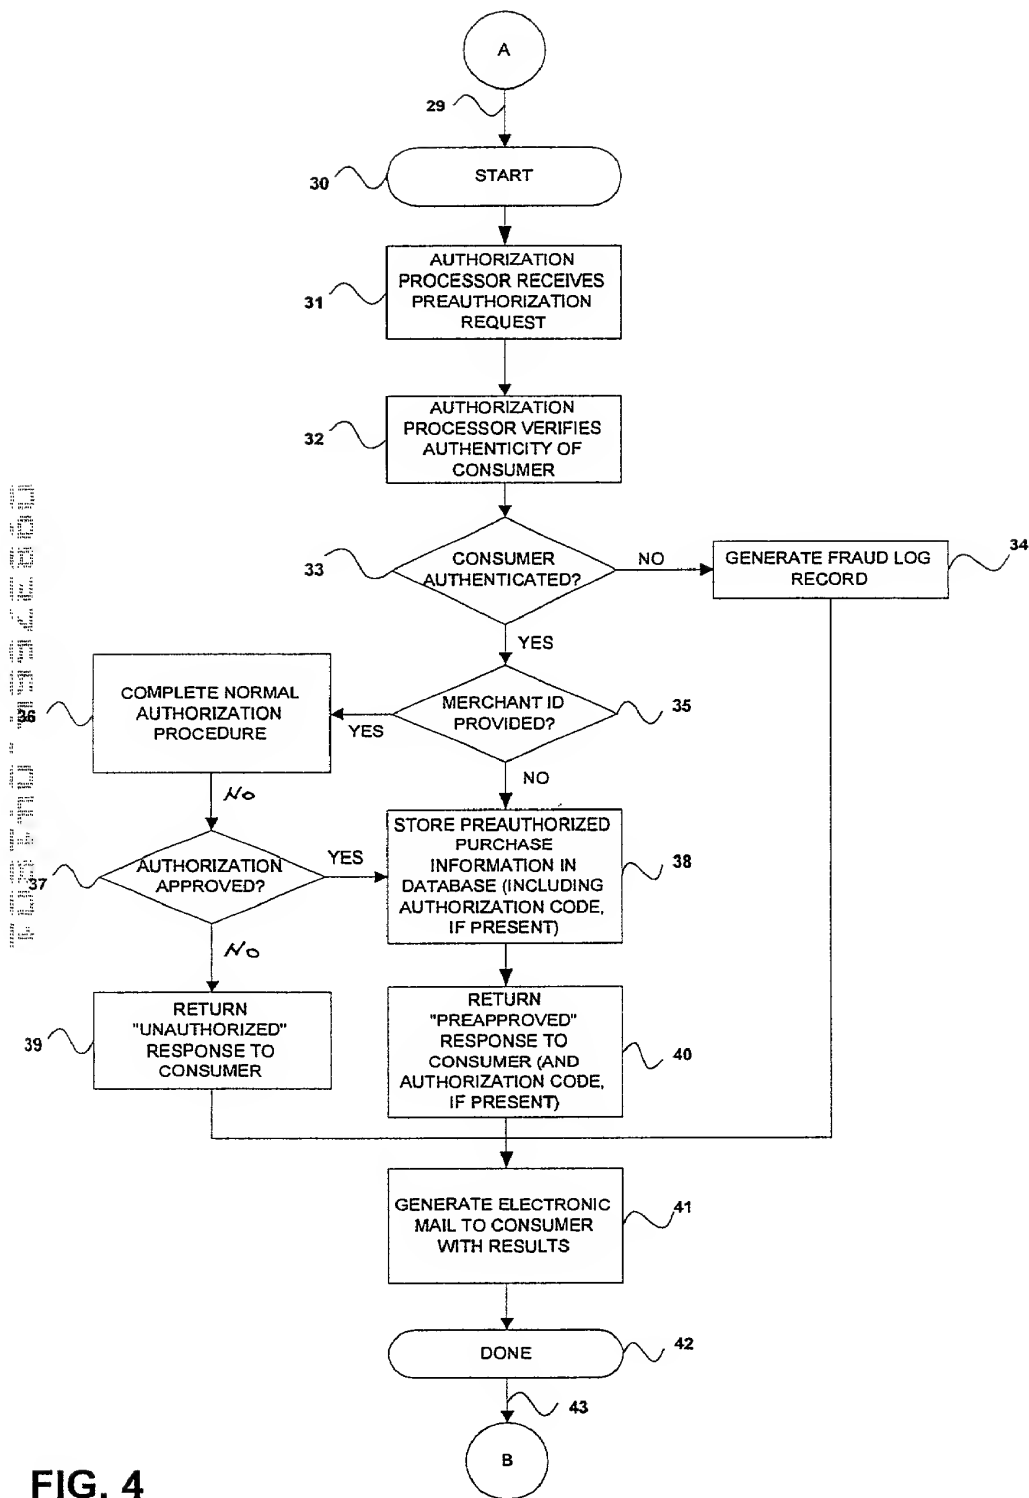 A
29
30
START
31
AUTHORIZATION
PROCESSOR RECEIVES
PREAUTHORIZATION
REQUEST
32
AUTHORIZATION
PROCESSOR VERIFIES
AUTHENTICITY OF
CONSUMER
33
CONSUMER
AUTHENTICATED?
NO
GENERATE FRAUD LOG
RECORD
34
YES
36
COMPLETE NORMAL
AUTHORIZATION
PROCEDURE
YES
MERCHANT ID
PROVIDED?
35
NO
No
37
AUTHORIZATION
APPROVED?
YES
STORE PREAUTHORIZED
PURCHASE
INFORMATION IN
DATABASE (INCLUDING
AUTHORIZATION CODE,
IF PRESENT)
38
No
39
RETURN
"UNAUTHORIZED"
RESPONSE TO
CONSUMER
RETURN
"PREAPPROVED"
RESPONSE TO
CONSUMER (AND
AUTHORIZATION CODE,
IF PRESENT)
40
GENERATE ELECTRONIC
MAIL TO CONSUMER
WITH RESULTS
41
DONE
42
43
B
FIG. 4